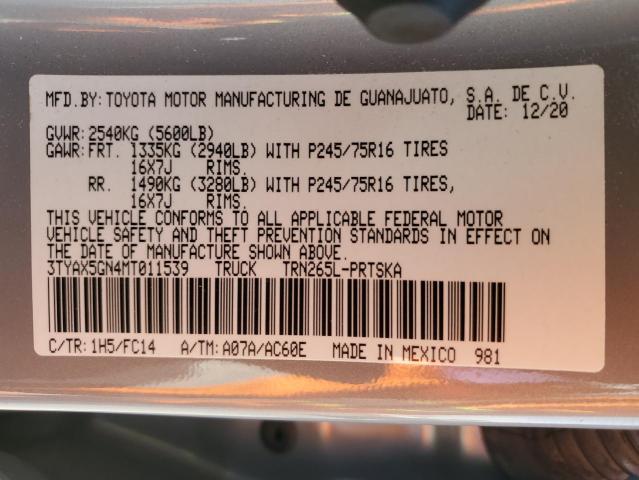 MFD.BY:TOYOTA MOTOR MANUFACTURING DE GUANAJUATO, S.A. DE C.V.
DATE: 12/20
GVWR:2540KG (5600LB)
GAWR:FRT. 1335KG (2940LB) WITH P245/75R16 TIRES
16X7J RIMS.
RR. 1490KG (3280LB) WITH P245/75R16 TIRES,
16X7J RIMS.
THIS VEHICLE CONFORMS TO ALL APPLICABLE FEDERAL MOTOR
VEHICLE SAFETY AND THEFT PREVENTION STANDARDS IN EFFECT ON
THE DATE OF MANUFACTURE SHOWN ABOVE.
3TYAX5GN4MT011539 TRUCK TRN265L-PRTSKA
C/TR:1H5/FC14 A/TM:A07A/AC60E MADE IN MEXICO 981